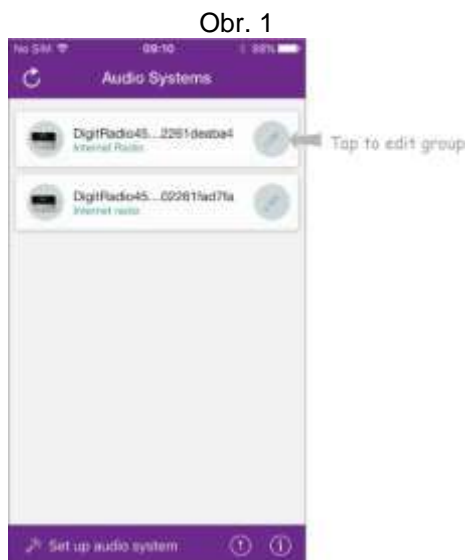 Obr. 1
No SIM 09:10 98%
Audio Systems
DigitRadio45...2261deaba4
Internet Radio
Tap to edit group
DigitRadio45...02261fad7fa
Internet radio
Set up audio system